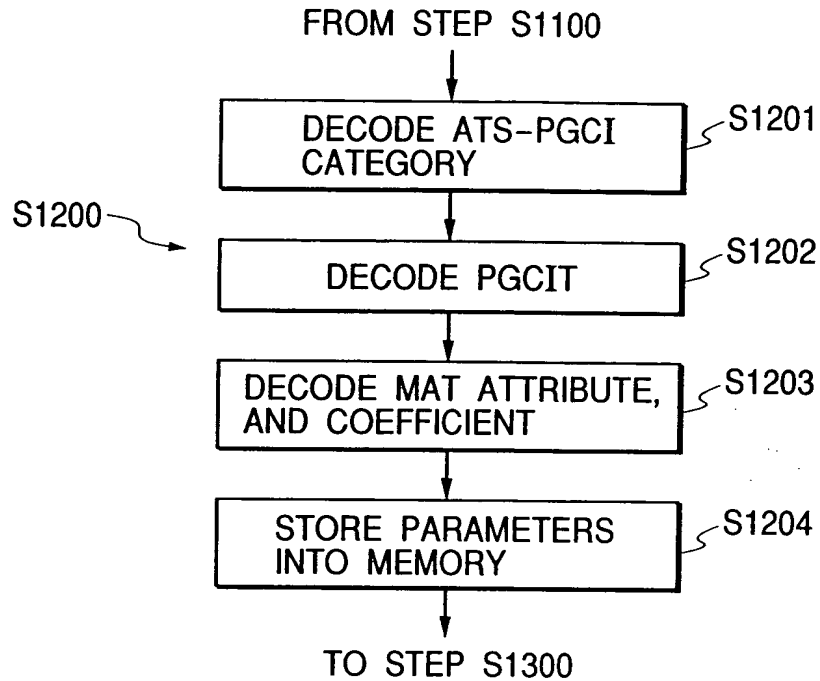 FROM STEP S1100
DECODE ATS-PGCI
CATEGORY
S1201
S1200
DECODE PGCIT
S1202
DECODE MAT ATTRIBUTE,
AND COEFFICIENT
S1203
STORE PARAMETERS
INTO MEMORY
S1204
TO STEP S1300